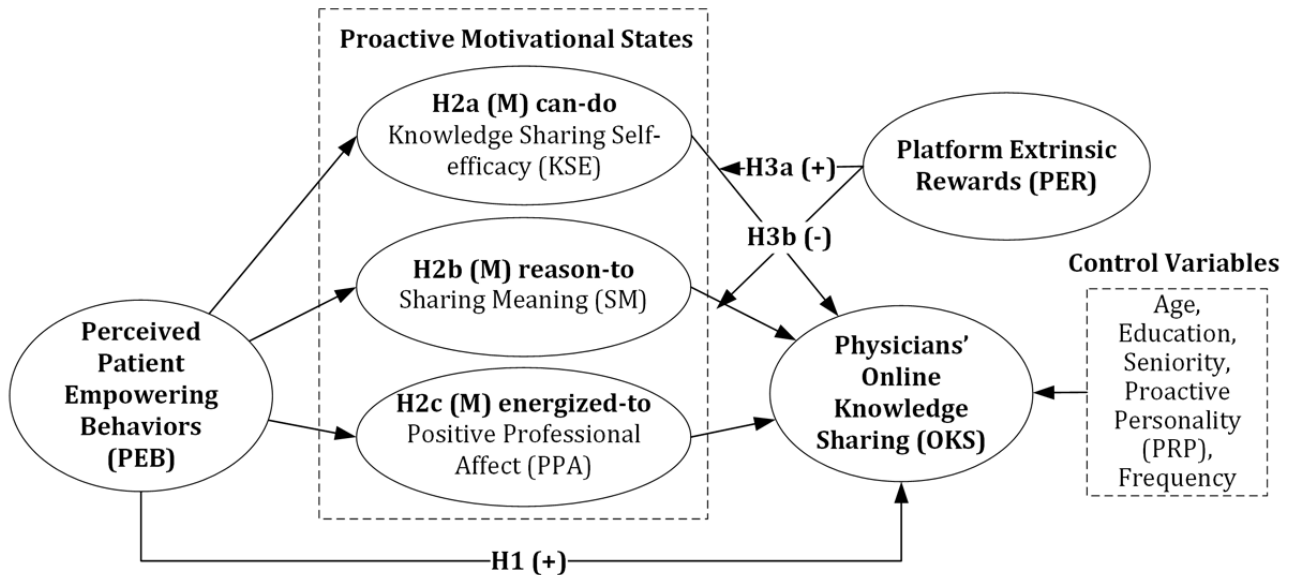 Proactive Motivational States
H2a (M) can-do
Knowledge Sharing Self-
efficacy (KSE)
H2b (M) reason-to
Sharing Meaning (SM)
H2c (M) energized-to
Positive Professional
Affect (PPA)
Perceived
Patient
Empowering
Behaviors
(PEB)
H3a (+)
H3b (-)
Platform Extrinsic
Rewards (PER)
Physicians’
Online
Knowledge
Sharing (OKS)
Control Variables
Age,
Education,
Seniority,
Proactive
Personality
(PRP),
Frequency
H1 (+)